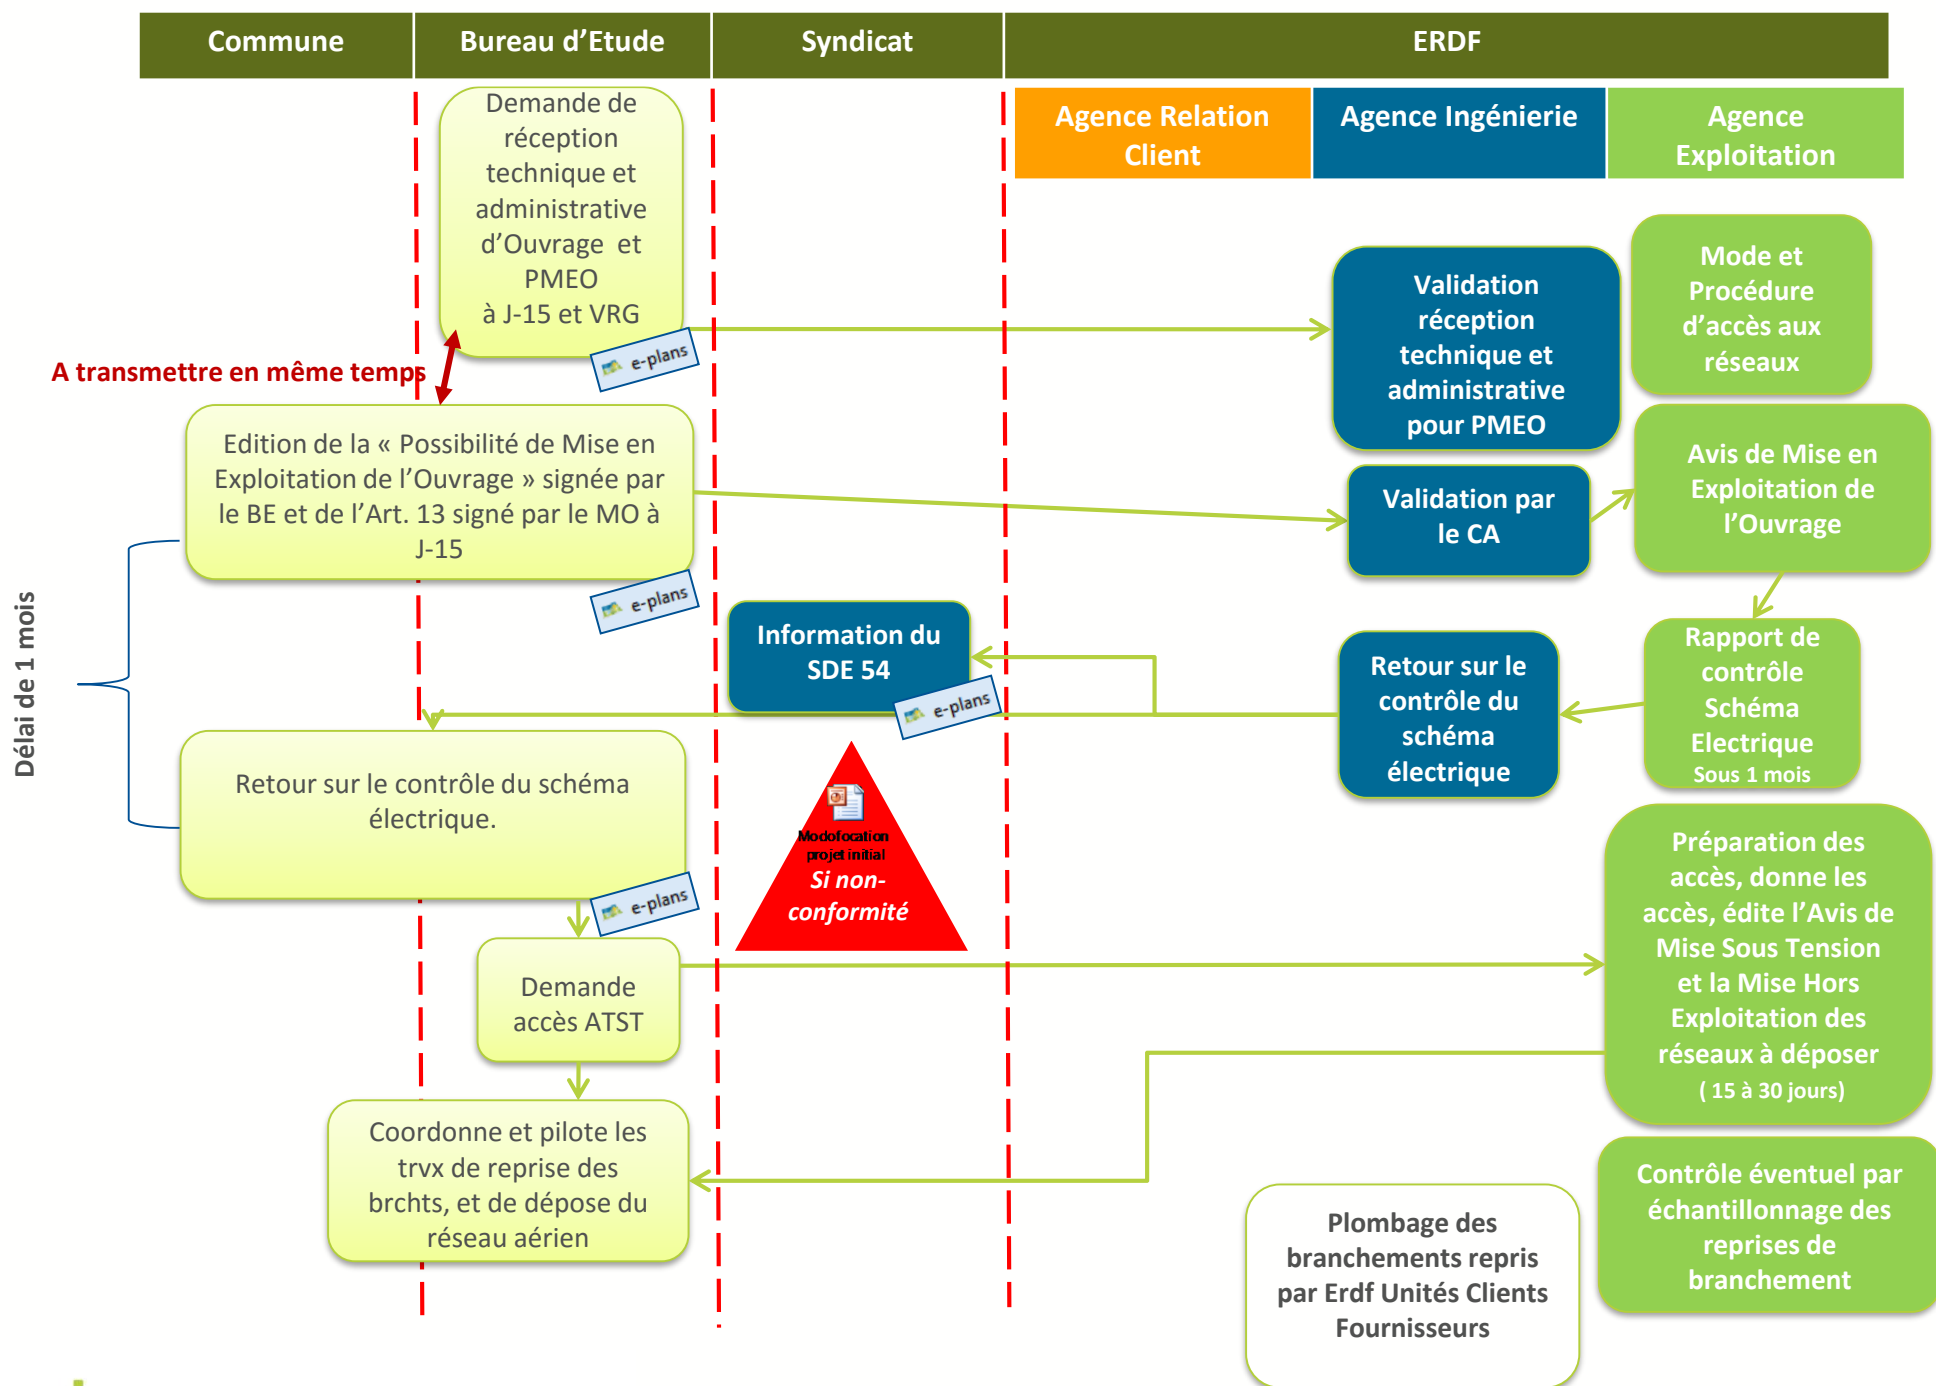 Commune
Bureau d’Etude
Syndicat
ERDF
Agence Relation
Client
Agence Ingénierie
Agence
Exploitation
Demande de
réception
technique et
administrative
d’Ouvrage et
PMEO
à J-15 et VRG
e-plans
A transmettre en même temps
Validation
réception
technique et
administrative
pour PMEO
Mode et
Procédure
d’accès aux
réseaux
Edition de la « Possibilité de Mise en
Exploitation de l’Ouvrage » signée par
le BE et de l’Art. 13 signé par le MO à
J-15
e-plans
Validation par
le CA
Avis de Mise en
Exploitation de
l’Ouvrage
Délai de 1 mois
Information du
SDE 54
e-plans
Retour sur le
contrôle du
schéma
électrique
Rapport de
contrôle
Schéma
Electrique
Sous 1 mois
Retour sur le contrôle du schéma
électrique.
e-plans
Modofocation
projet initial
Si non-
conformité
Préparation des
accès, donne les
accès, édite l’Avis de
Mise Sous Tension
et la Mise Hors
Exploitation des
réseaux à déposer
( 15 à 30 jours)
Demande
accès ATST
Coordonne et pilote les
trvx de reprise des
brchts, et de dépose du
réseau aérien
Plombage des
branchements repris
par Erdf Unités Clients
Fournisseurs
Contrôle éventuel par
échantillonnage des
reprises de
branchement